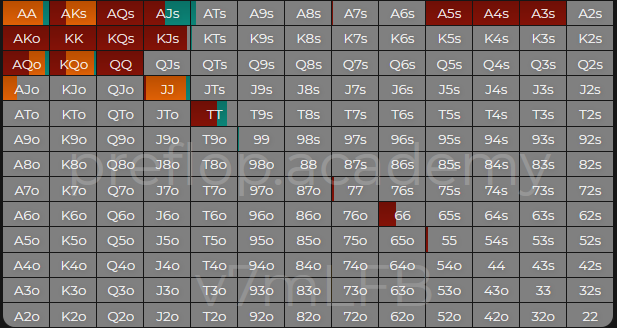 AA AKs AQs AJs ATs A9s A8s A7s A6s A5s A4s A3s A2s
AKo KK KQs KJs KTs K9s K8s K7s K6s K5s K4s K3s K2s
AQo KQo QQ QJs QTs Q9s Q8s Q7s Q6s Q5s Q4s Q3s Q2s
AJo KJo QJo JJ JTs J9s J8s J7s J6s J5s J4s J3s J2s
ATo KTo QTo JTo TT T9s T8s T7s T6s T5s T4s T3s T2s
A9o K9o Q9o J9o T9o 99 98s 97s 96s 95s 94s 93s 92s
A8o K8o Q8o J8o T8o 98o 88 87s 86s 85s 84s 83s 82s
preflop.academy
A7o K7o Q7o J7o T7o 97o 87o 77 76s 75s 74s 73s 72s
A6o K6o Q6o J6o T6o 96o 86o 76o 66 65s 64s 63s 62s
A5o K5o Q5o J5o T5o 95o 85o 75o 65o 55 54s 53s 52s
A4o K4o Q4o J4o T4o 94o 84o 74o 64o 54o 44 43s 42s
v7mLFB
A3o K3o Q3o J3o T3o 93o 83o 73o 63o 53o 43o 33 32s
A2o K2o Q2o J2o T2o 92o 82o 72o 62o 52o 42o 32o 22